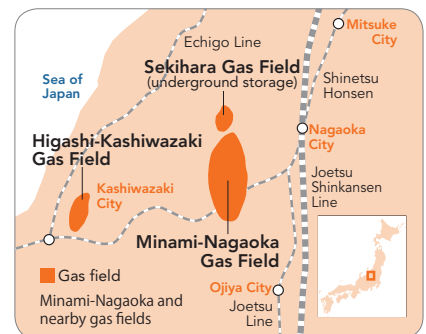 Mitsuke
City
Echigo Line
Sekihara Gas Field
(underground storage)
Sea of
Japan
Shinetsu
Honsen
Higashi-Kashiwazaki
Gas Field
Nagaoka
City
Kashiwazaki
City
Joetsu
Shinkansen
Line
Minami-Nagaoka
Gas Field
Gas field
Ojiya City
Minami-Nagaoka and
nearby gas fields
Joetsu
Line